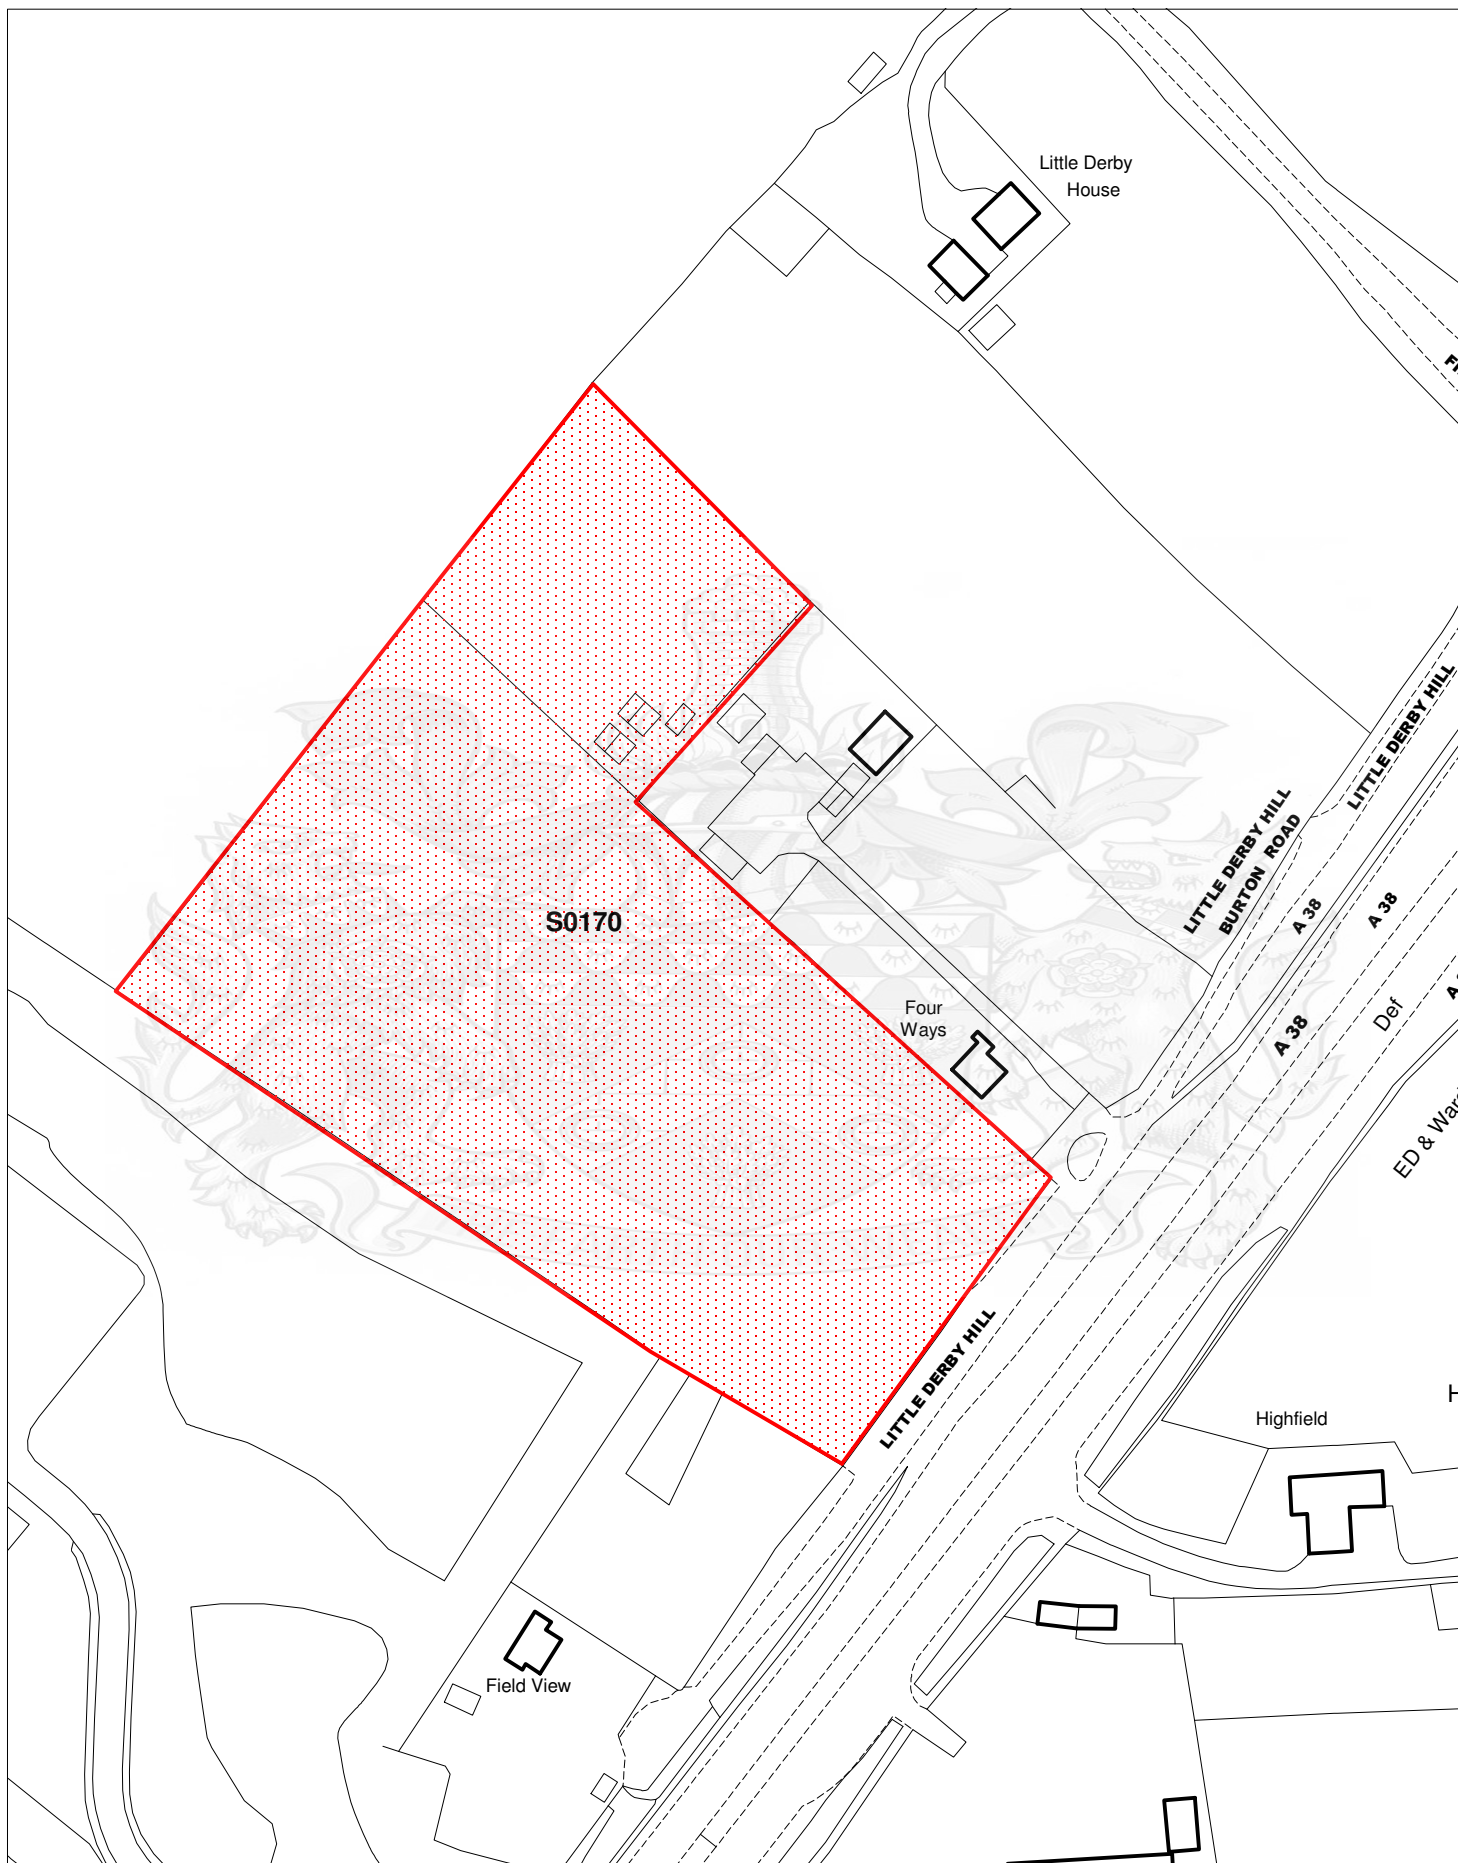 Little Derby
House
LITTLE DERBY HILL
LITTLE DERBY HILL
BURTON ROAD
A 38
A 38
S0170
Four
Ways
A 38
Def
ED & War
LITTLE DERBY HILL
Highfield
H
Field View